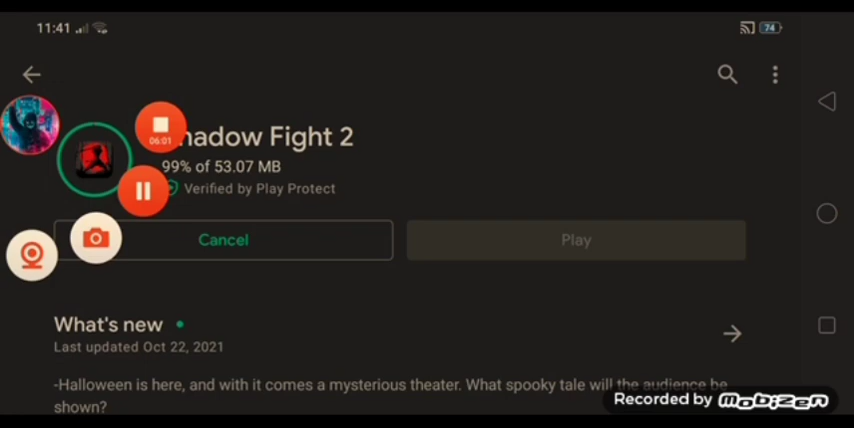 11:41
74
06:01
hadow Fight 2
99% of 53.07 MB
Verified by Play Protect
Cancel
Play
What's new
Last updated Oct 22, 2021
-Halloween is here, and with it comes a mysterious theater. What spooky tale will the audience be
shown?
Recorded by mobizen